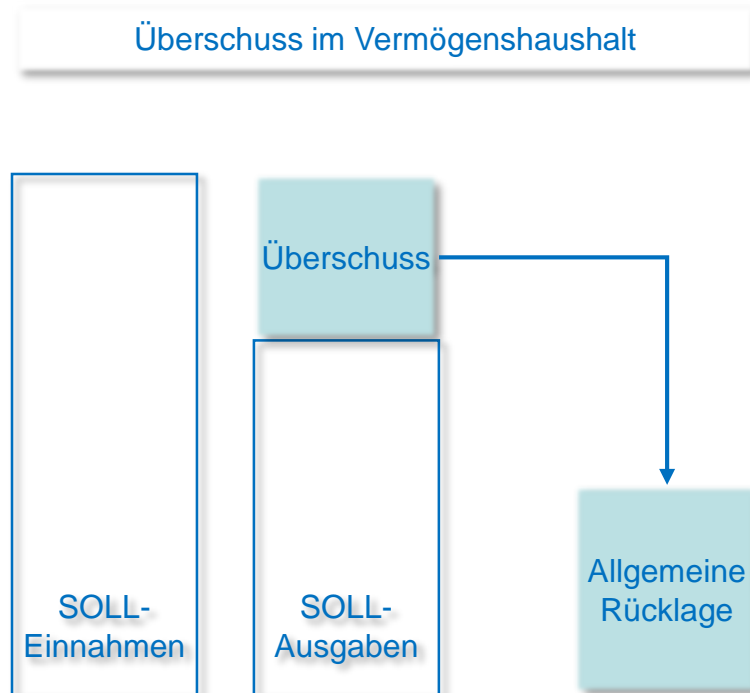 Überschuss im Vermögenshaushalt
Überschuss
SOLL-
Einnahmen
SOLL-
Ausgaben
Allgemeine
Rücklage